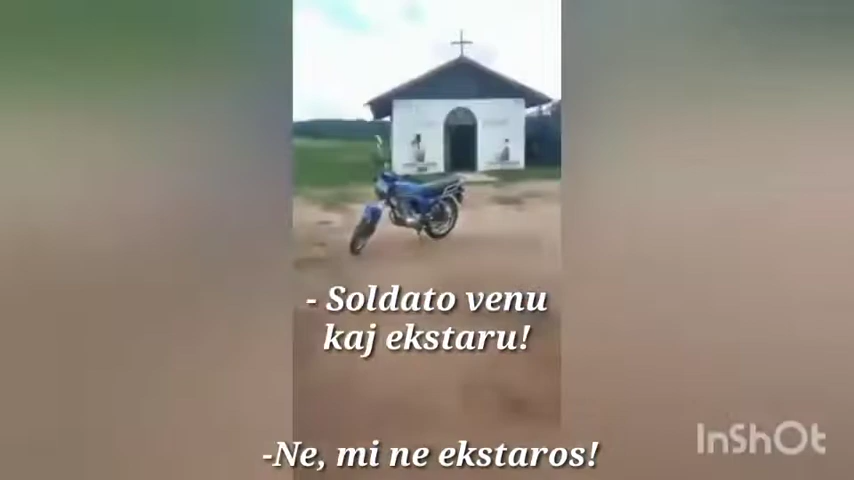 - Soldato venu
kaj ekstaru!
-Ne, mi ne ekstaros!
InShOt